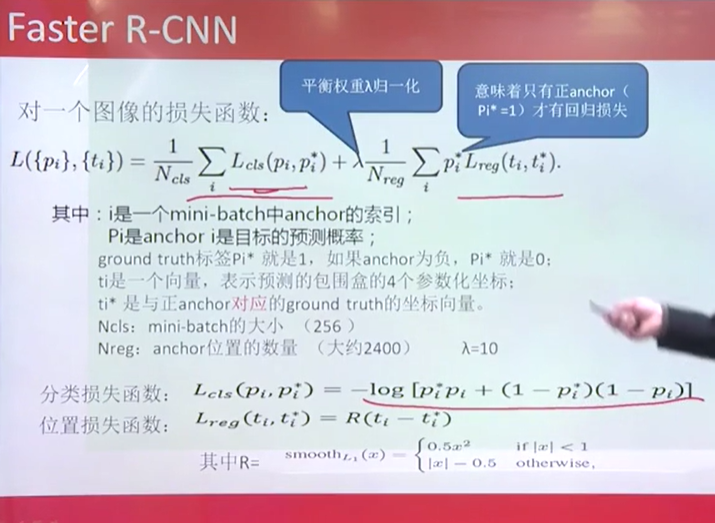 Faster R-CNN
平衡权重λ归一化
意味着只有正anchor（
Pi* =1）才有回归损失
对一个图像的损失函数：
L({p_i},{t_i}) = \frac{1}{N_{cls}} \sum_i L_{cls}(p_i, p_i^*) + λ \frac{1}{N_{reg}} \sum_i p_i^* L_{reg}(t_i, t_i^*).
其中：i是一个mini-batch中anchor的索引；
Pi是anchor i是目标的预测概率；
ground truth标签Pi* 就是1，如果anchor为负，Pi* 就是0；
ti是一个向量，表示预测的包围盒的4个参数化坐标；
ti* 是与正anchor对应的ground truth的坐标向量。
Ncls：mini-batch的大小 （256 ）
Nreg：anchor位置的数量 （大约2400） λ=10
分类损失函数： L_{cls}(p_i, p_i^*) = -log [p_i^* p_i + (1 - p_i^*)(1 - p_i)]
位置损失函数： L_{reg}(t_i, t_i^*) = R(t_i - t_i^*)
其中R= smooth_{L_1}(x) = { 0.5x^2 if |x| < 1
|x| - 0.5 otherwise,